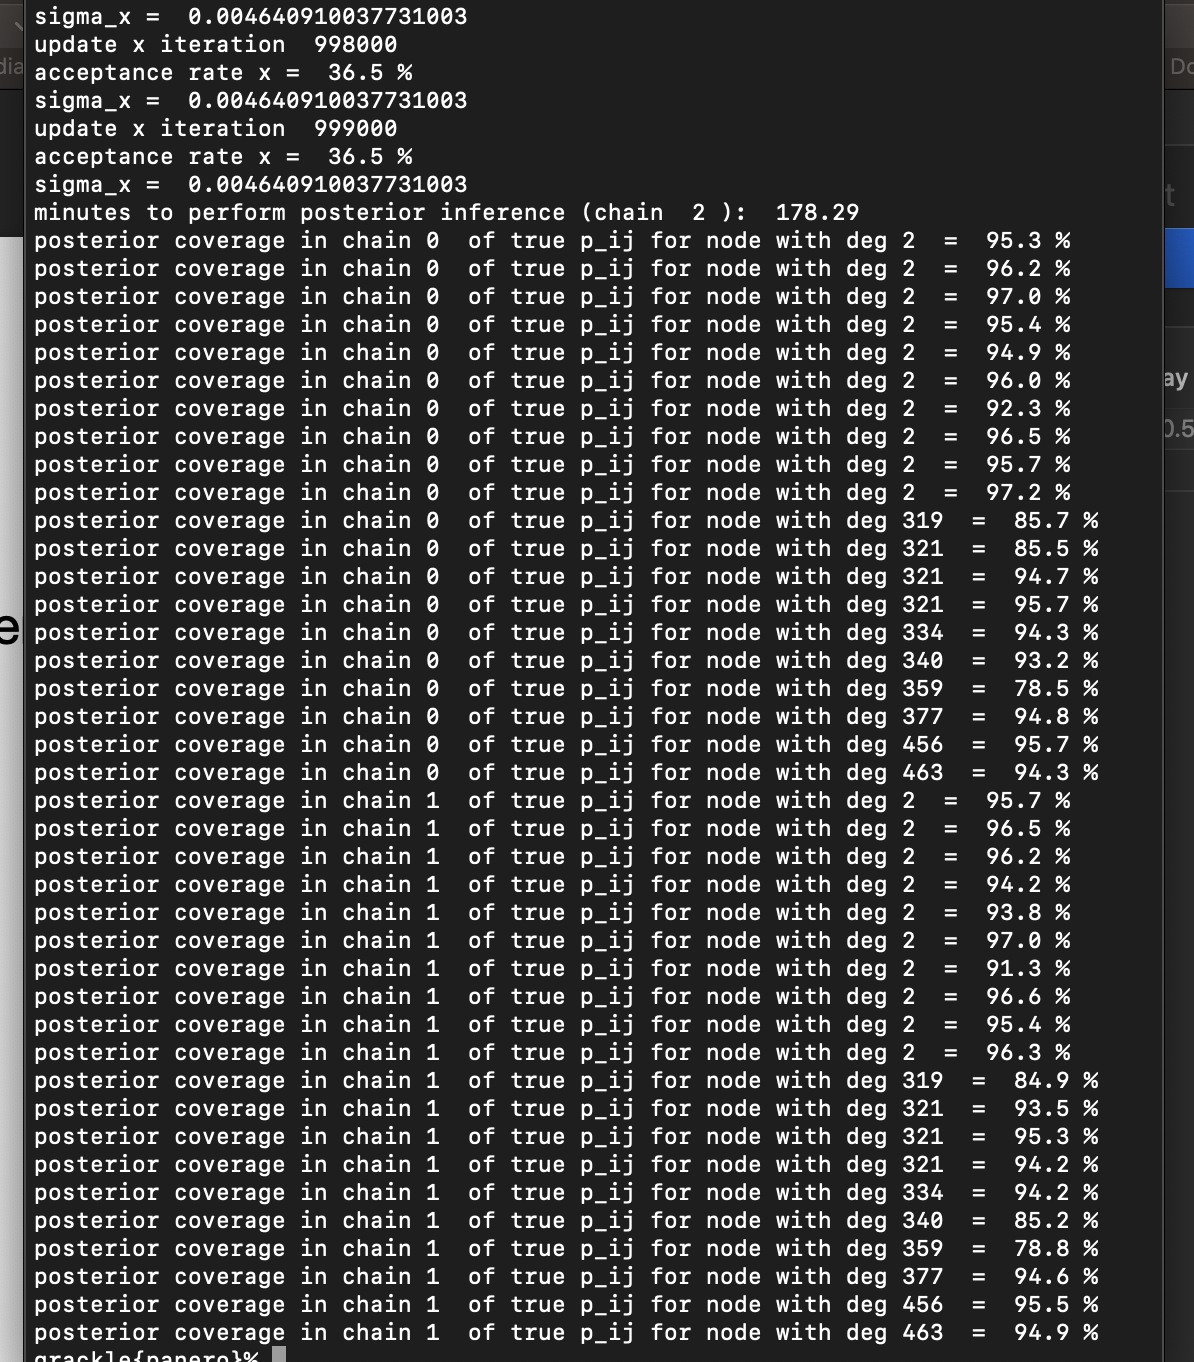 sigma_x =  0.004640910037731003
update x iteration  998000
acceptance rate x =  36.5 %
sigma_x =  0.004640910037731003
update x iteration  999000
acceptance rate x =  36.5 %
sigma_x =  0.004640910037731003
minutes to perform posterior inference (chain  2 ):  178.29
posterior coverage in chain 0  of true p_ij for node with deg 2  =  95.3 %
posterior coverage in chain 0  of true p_ij for node with deg 2  =  96.2 %
posterior coverage in chain 0  of true p_ij for node with deg 2  =  97.0 %
posterior coverage in chain 0  of true p_ij for node with deg 2  =  95.4 %
posterior coverage in chain 0  of true p_ij for node with deg 2  =  94.9 %
posterior coverage in chain 0  of true p_ij for node with deg 2  =  96.0 %
posterior coverage in chain 0  of true p_ij for node with deg 2  =  92.3 %
posterior coverage in chain 0  of true p_ij for node with deg 2  =  96.5 %
posterior coverage in chain 0  of true p_ij for node with deg 2  =  95.7 %
posterior coverage in chain 0  of true p_ij for node with deg 2  =  97.2 %
posterior coverage in chain 0  of true p_ij for node with deg 319  =  85.7 %
posterior coverage in chain 0  of true p_ij for node with deg 321  =  85.5 %
posterior coverage in chain 0  of true p_ij for node with deg 321  =  94.7 %
posterior coverage in chain 0  of true p_ij for node with deg 321  =  95.7 %
posterior coverage in chain 0  of true p_ij for node with deg 334  =  94.3 %
posterior coverage in chain 0  of true p_ij for node with deg 340  =  93.2 %
posterior coverage in chain 0  of true p_ij for node with deg 359  =  78.5 %
posterior coverage in chain 0  of true p_ij for node with deg 377  =  94.8 %
posterior coverage in chain 0  of true p_ij for node with deg 456  =  95.7 %
posterior coverage in chain 0  of true p_ij for node with deg 463  =  94.3 %
posterior coverage in chain 1  of true p_ij for node with deg 2  =  95.7 %
posterior coverage in chain 1  of true p_ij for node with deg 2  =  96.5 %
posterior coverage in chain 1  of true p_ij for node with deg 2  =  96.2 %
posterior coverage in chain 1  of true p_ij for node with deg 2  =  94.2 %
posterior coverage in chain 1  of true p_ij for node with deg 2  =  93.8 %
posterior coverage in chain 1  of true p_ij for node with deg 2  =  97.0 %
posterior coverage in chain 1  of true p_ij for node with deg 2  =  91.3 %
posterior coverage in chain 1  of true p_ij for node with deg 2  =  96.6 %
posterior coverage in chain 1  of true p_ij for node with deg 2  =  95.4 %
posterior coverage in chain 1  of true p_ij for node with deg 2  =  96.3 %
posterior coverage in chain 1  of true p_ij for node with deg 319  =  84.9 %
posterior coverage in chain 1  of true p_ij for node with deg 321  =  93.5 %
posterior coverage in chain 1  of true p_ij for node with deg 321  =  95.3 %
posterior coverage in chain 1  of true p_ij for node with deg 321  =  94.2 %
posterior coverage in chain 1  of true p_ij for node with deg 334  =  94.2 %
posterior coverage in chain 1  of true p_ij for node with deg 340  =  85.2 %
posterior coverage in chain 1  of true p_ij for node with deg 359  =  78.8 %
posterior coverage in chain 1  of true p_ij for node with deg 377  =  94.6 %
posterior coverage in chain 1  of true p_ij for node with deg 456  =  95.5 %
posterior coverage in chain 1  of true p_ij for node with deg 463  =  94.9 %